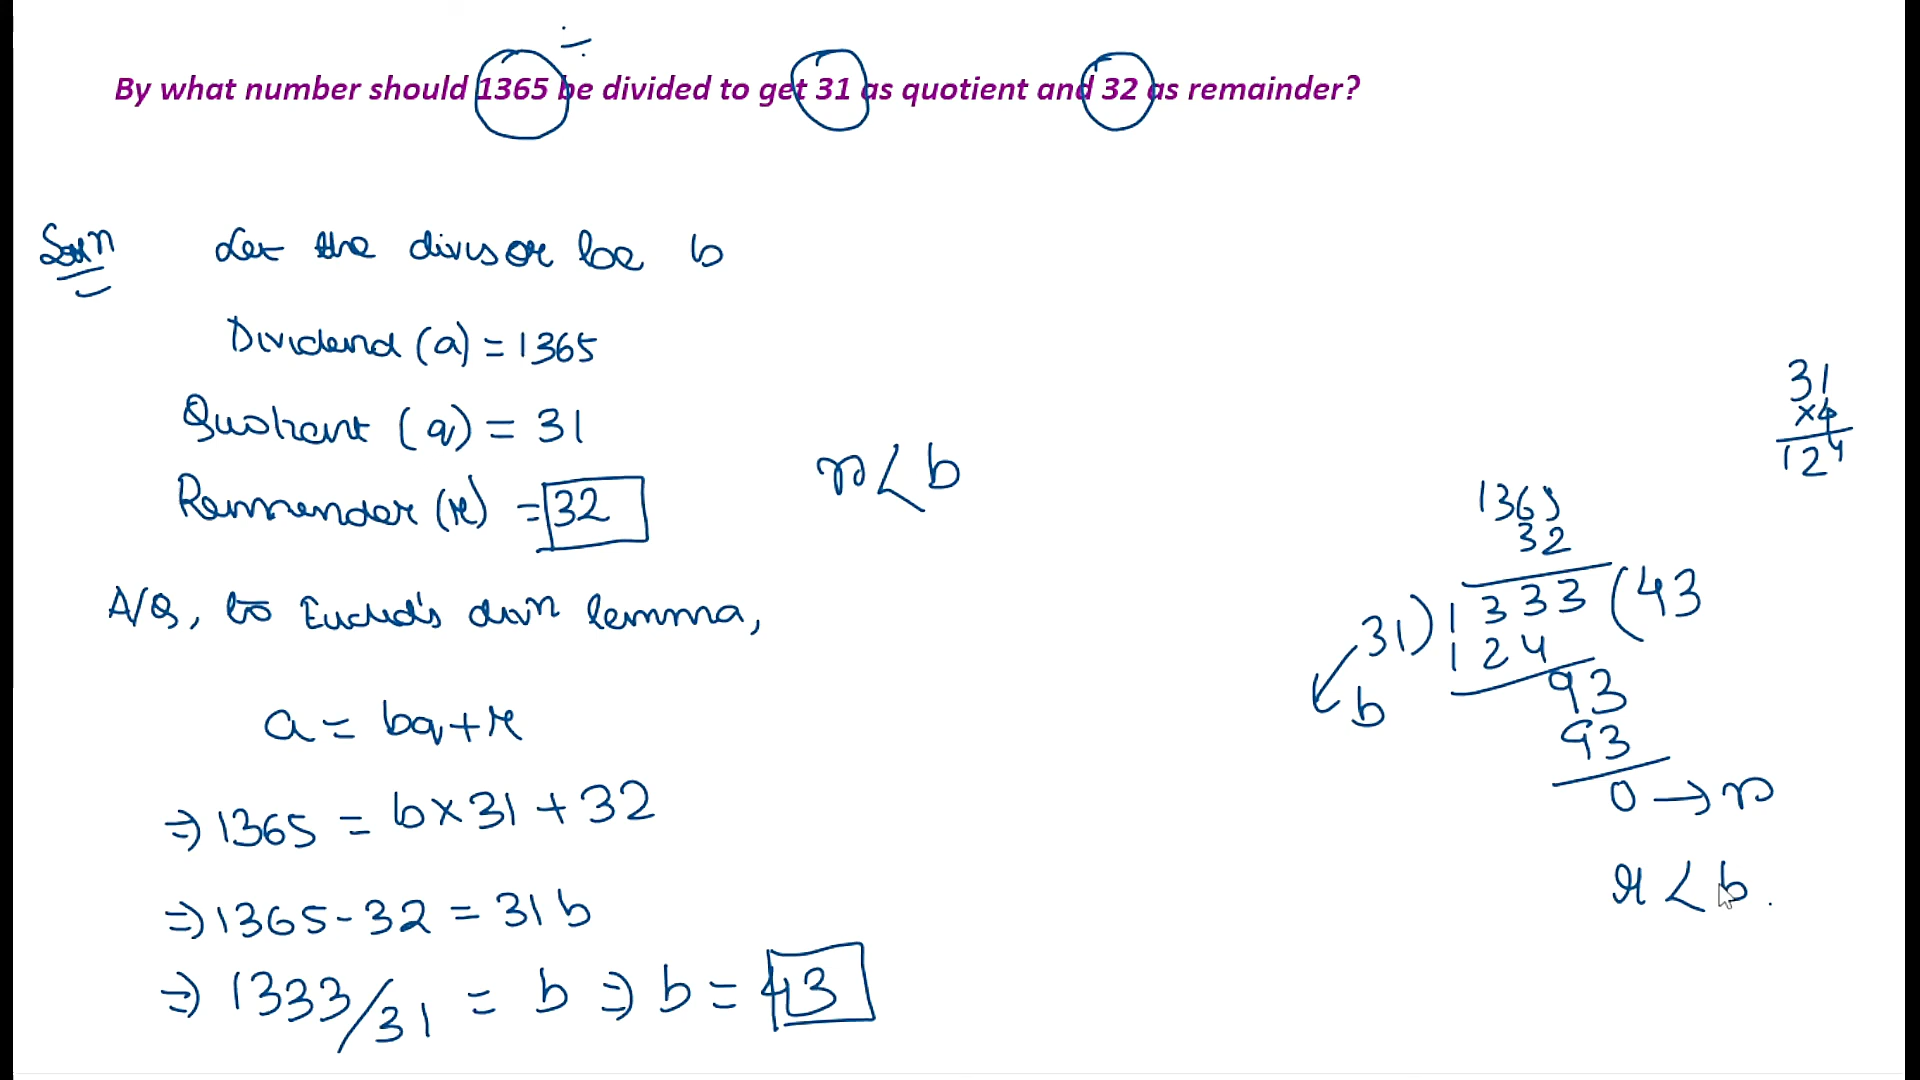 By what number should 1365 be divided to get 31 as quotient and 32 as remainder?
÷
Soln Let the divisor be b
Dividend (a) = 1365
Quotient (q) = 31
Remainder (r) = 32
r < b
A/Q, to Euclid's divn lemma,
a = bq + r
⇒ 1365 = b × 31 + 32
⇒ 1365 - 32 = 31 b
⇒ 1333/31 = b ⇒ b = 43
31
×4
124
1365
32
31) 1333 (43
124
93
93
0 → r
b
r < b.